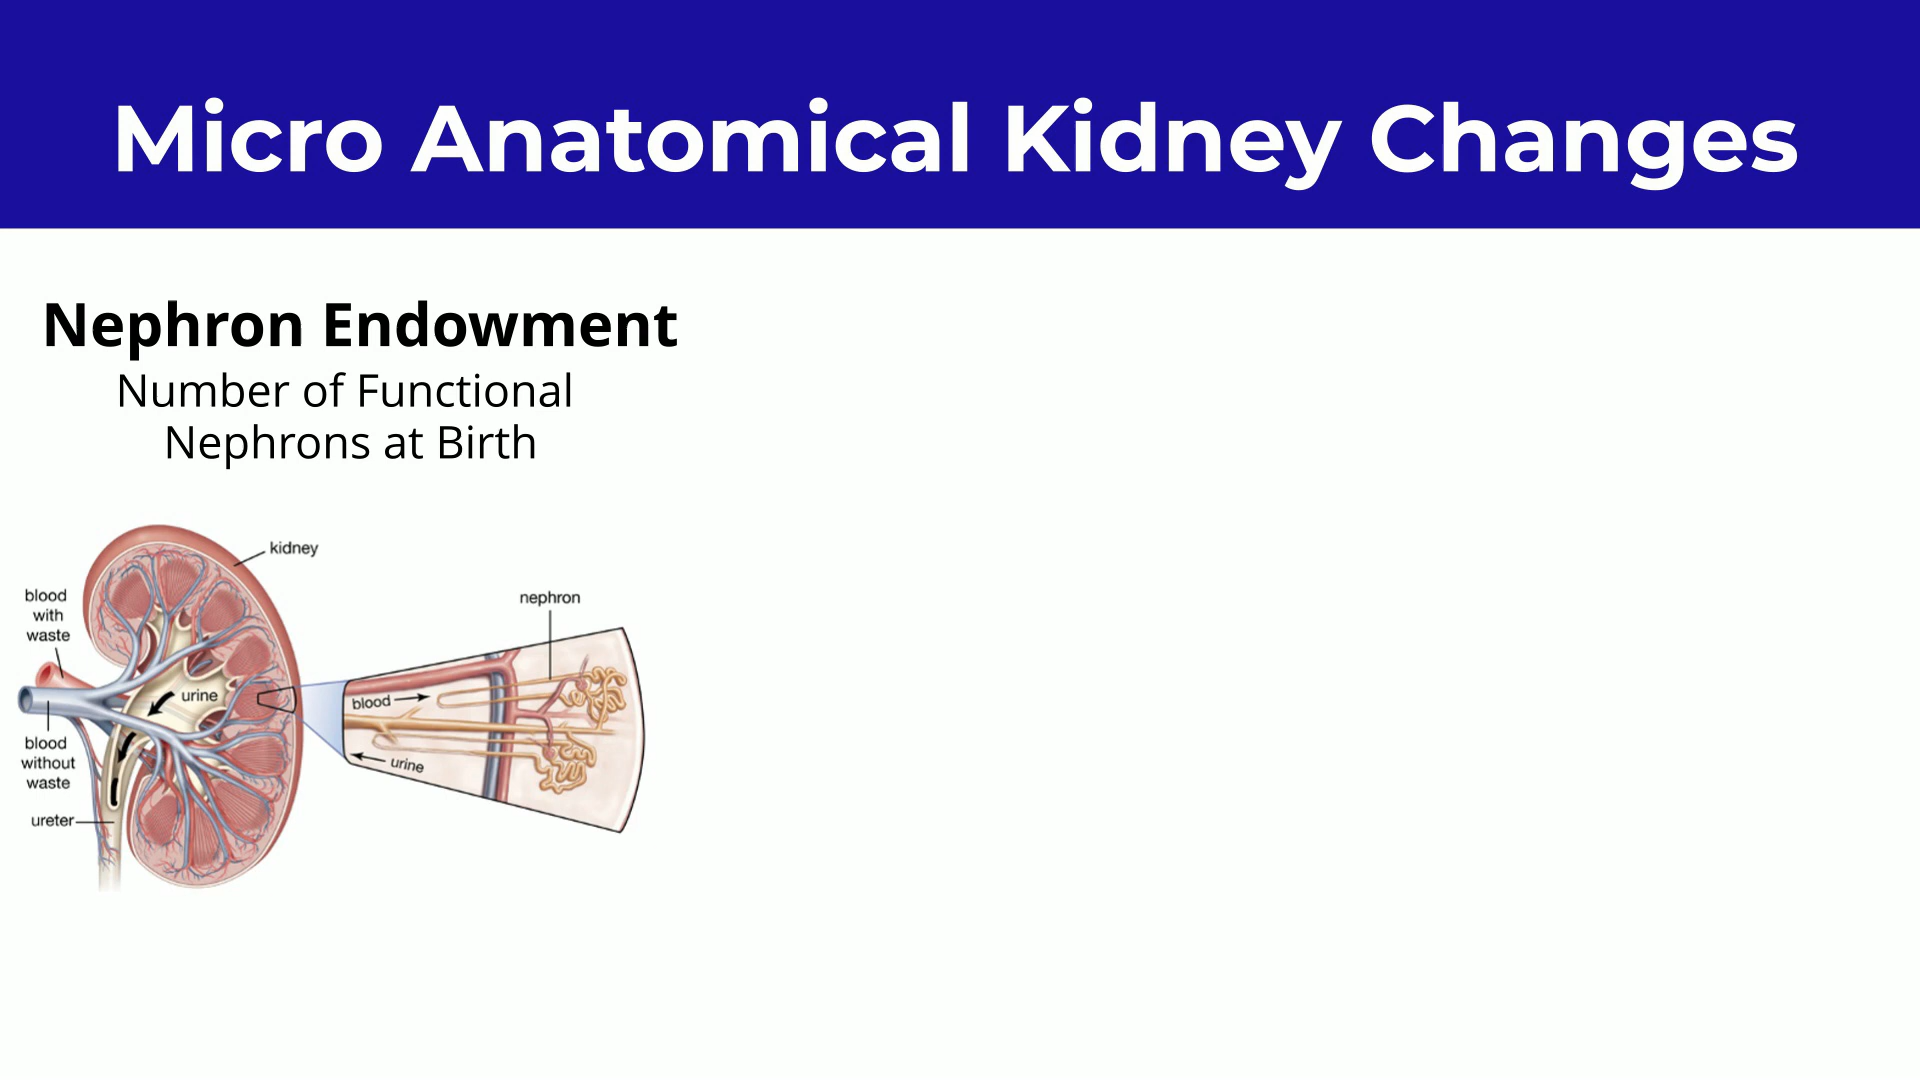 Micro Anatomical Kidney Changes
Nephron Endowment
Number of Functional
Nephrons at Birth
kidney
blood
with
waste
nephron
urine
blood
blood
without
waste
urine
ureter